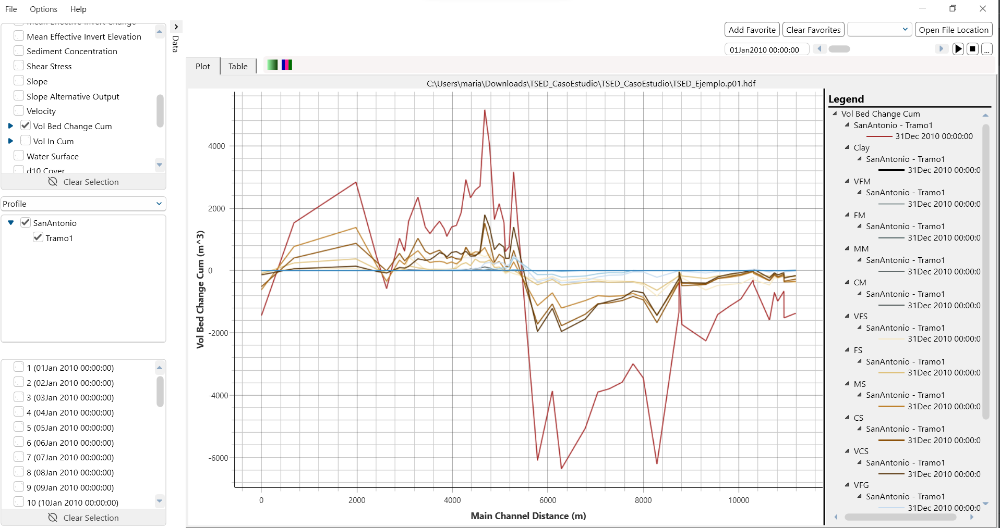 File Options Help
Mean Effective Invert Change
Mean Effective Invert Elevation
Sediment Concentration
Shear Stress
Slope
Slope Alternative Output
Velocity
Vol Bed Change Cum
Vol In Cum
Water Surface
d10 Cover
Clear Selection
Profile
SanAntonio
Tramo1
1 (01Jan 2010 00:00:00)
2 (02Jan 2010 00:00:00)
3 (03Jan 2010 00:00:00)
4 (04Jan 2010 00:00:00)
5 (05Jan 2010 00:00:00)
6 (06Jan 2010 00:00:00)
7 (07Jan 2010 00:00:00)
8 (08Jan 2010 00:00:00)
9 (09Jan 2010 00:00:00)
10 (10Jan 2010 00:00:00)
Clear Selection
Data
Add Favorite Clear Favorites Open File Location
01Jan2010 00:00:00 ...
Plot Table
C:\Users\maria\Downloads\TSED_CasoEstudio\TSED_CasoEstudio\TSED_Ejemplo.p01.hdf
Vol Bed Change Cum (m^3)
4000
2000
0
-2000
-4000
-6000
0 2000 4000 6000 8000 10000
Main Channel Distance (m)
Legend
Vol Bed Change Cum
SanAntonio - Tramo1
31Dec 2010 00:00:00
Clay
SanAntonio - Tramo1
31Dec 2010 00:00:0
VFM
SanAntonio - Tramo1
31Dec 2010 00:00:0
FM
SanAntonio - Tramo1
31Dec 2010 00:00:0
MM
SanAntonio - Tramo1
31Dec 2010 00:00:0
CM
SanAntonio - Tramo1
31Dec 2010 00:00:0
VFS
SanAntonio - Tramo1
31Dec 2010 00:00:0
FS
SanAntonio - Tramo1
31Dec 2010 00:00:0
MS
SanAntonio - Tramo1
31Dec 2010 00:00:0
CS
SanAntonio - Tramo1
31Dec 2010 00:00:0
VCS
SanAntonio - Tramo1
31Dec 2010 00:00:0
VFG
SanAntonio - Tramo1
31Dec 2010 00:00:0